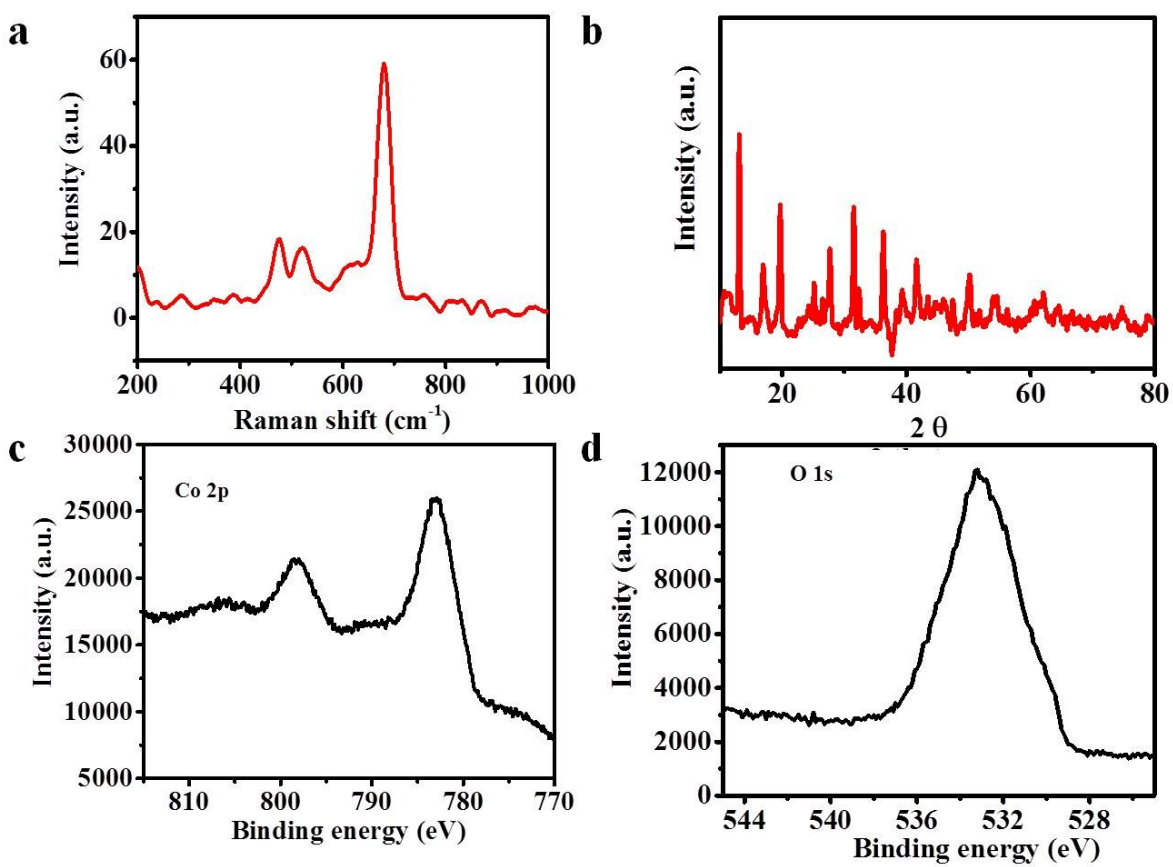 a
60
40
20
0
Intensity (a.u.)
200 400 600 800 1000
Raman shift (cm-1)
b
Intensity (a.u.)
20 40 60 80
2 θ
c
30000
25000
20000
15000
10000
5000
Intensity (a.u.)
Co 2p
810 800 790 780 770
Binding energy (eV)
d
12000
10000
8000
6000
4000
2000
0
Intensity (a.u.)
O 1s
544 540 536 532 528
Binding energy (eV)